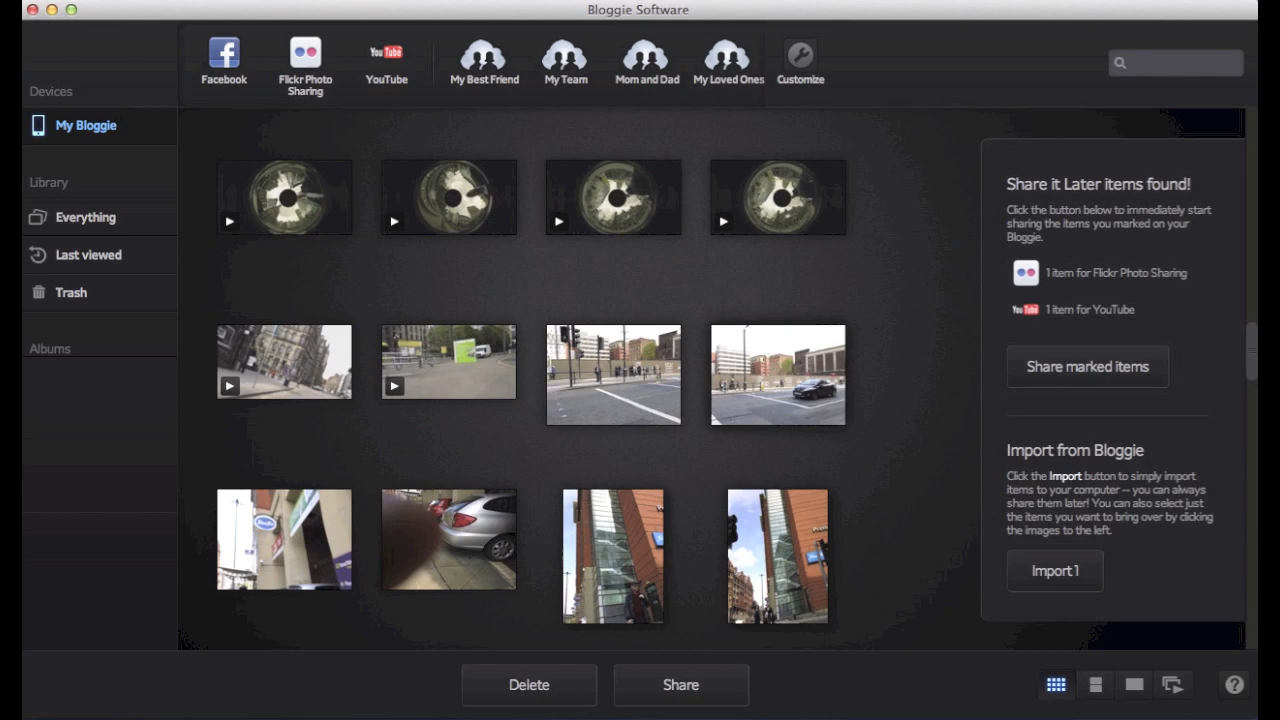 Bloggie Software
Facebook
Flickr Photo
Sharing
You Tube
YouTube
My Best Friend
My Team
Mom and Dad
My Loved Ones
Customize
Devices
My Bloggie
Library
Everything
Last viewed
Trash
Albums
Share it Later items found!
Click the button below to immediately start
sharing the items you marked on your
Bloggie.
1 item for Flickr Photo Sharing
You Tube
1 item for YouTube
Share marked items
Import from Bloggie
Click the Import button to simply import
items to your computer -- you can always
share them later! You can also select just
the items you want to bring over by clicking
the images to the left.
Import 1
Delete
Share
?